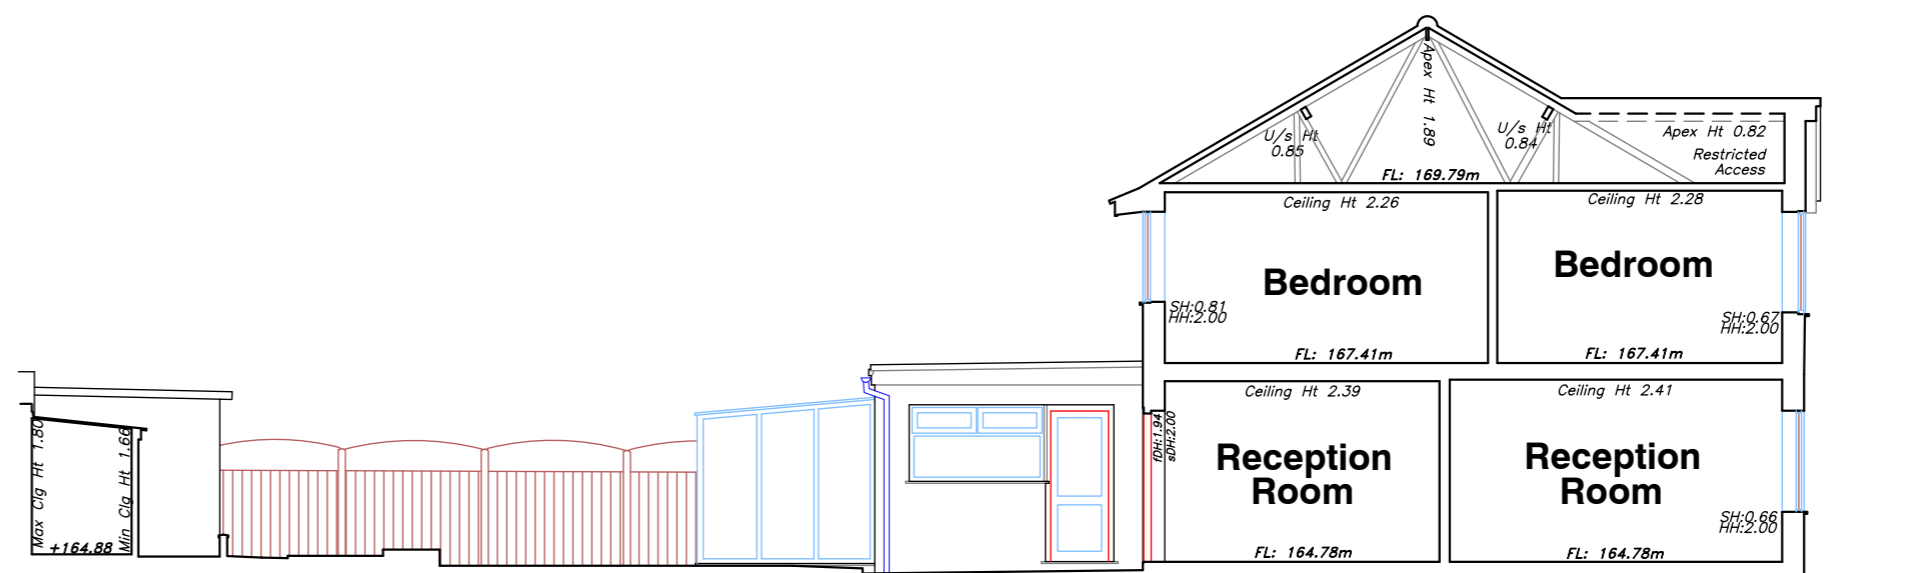 Apex Ht 1.89
U/s Ht
0.85
U/s Ht
0.84
Apex Ht 0.82
Restricted
Access
FL: 169.79m
Ceiling Ht 2.26
Ceiling Ht 2.28
Bedroom
Bedroom
SH:0.81
HH:2.00
SH:0.67
HH:2.00
FL: 167.41m
FL: 167.41m
Ceiling Ht 2.39
Ceiling Ht 2.41
fDH:1.94
sDH:2.00
Reception
Room
Reception
Room
SH:0.66
HH:2.00
FL: 164.78m
FL: 164.78m
Max Clg Ht 1.80
Min Clg Ht 1.66
+164.88